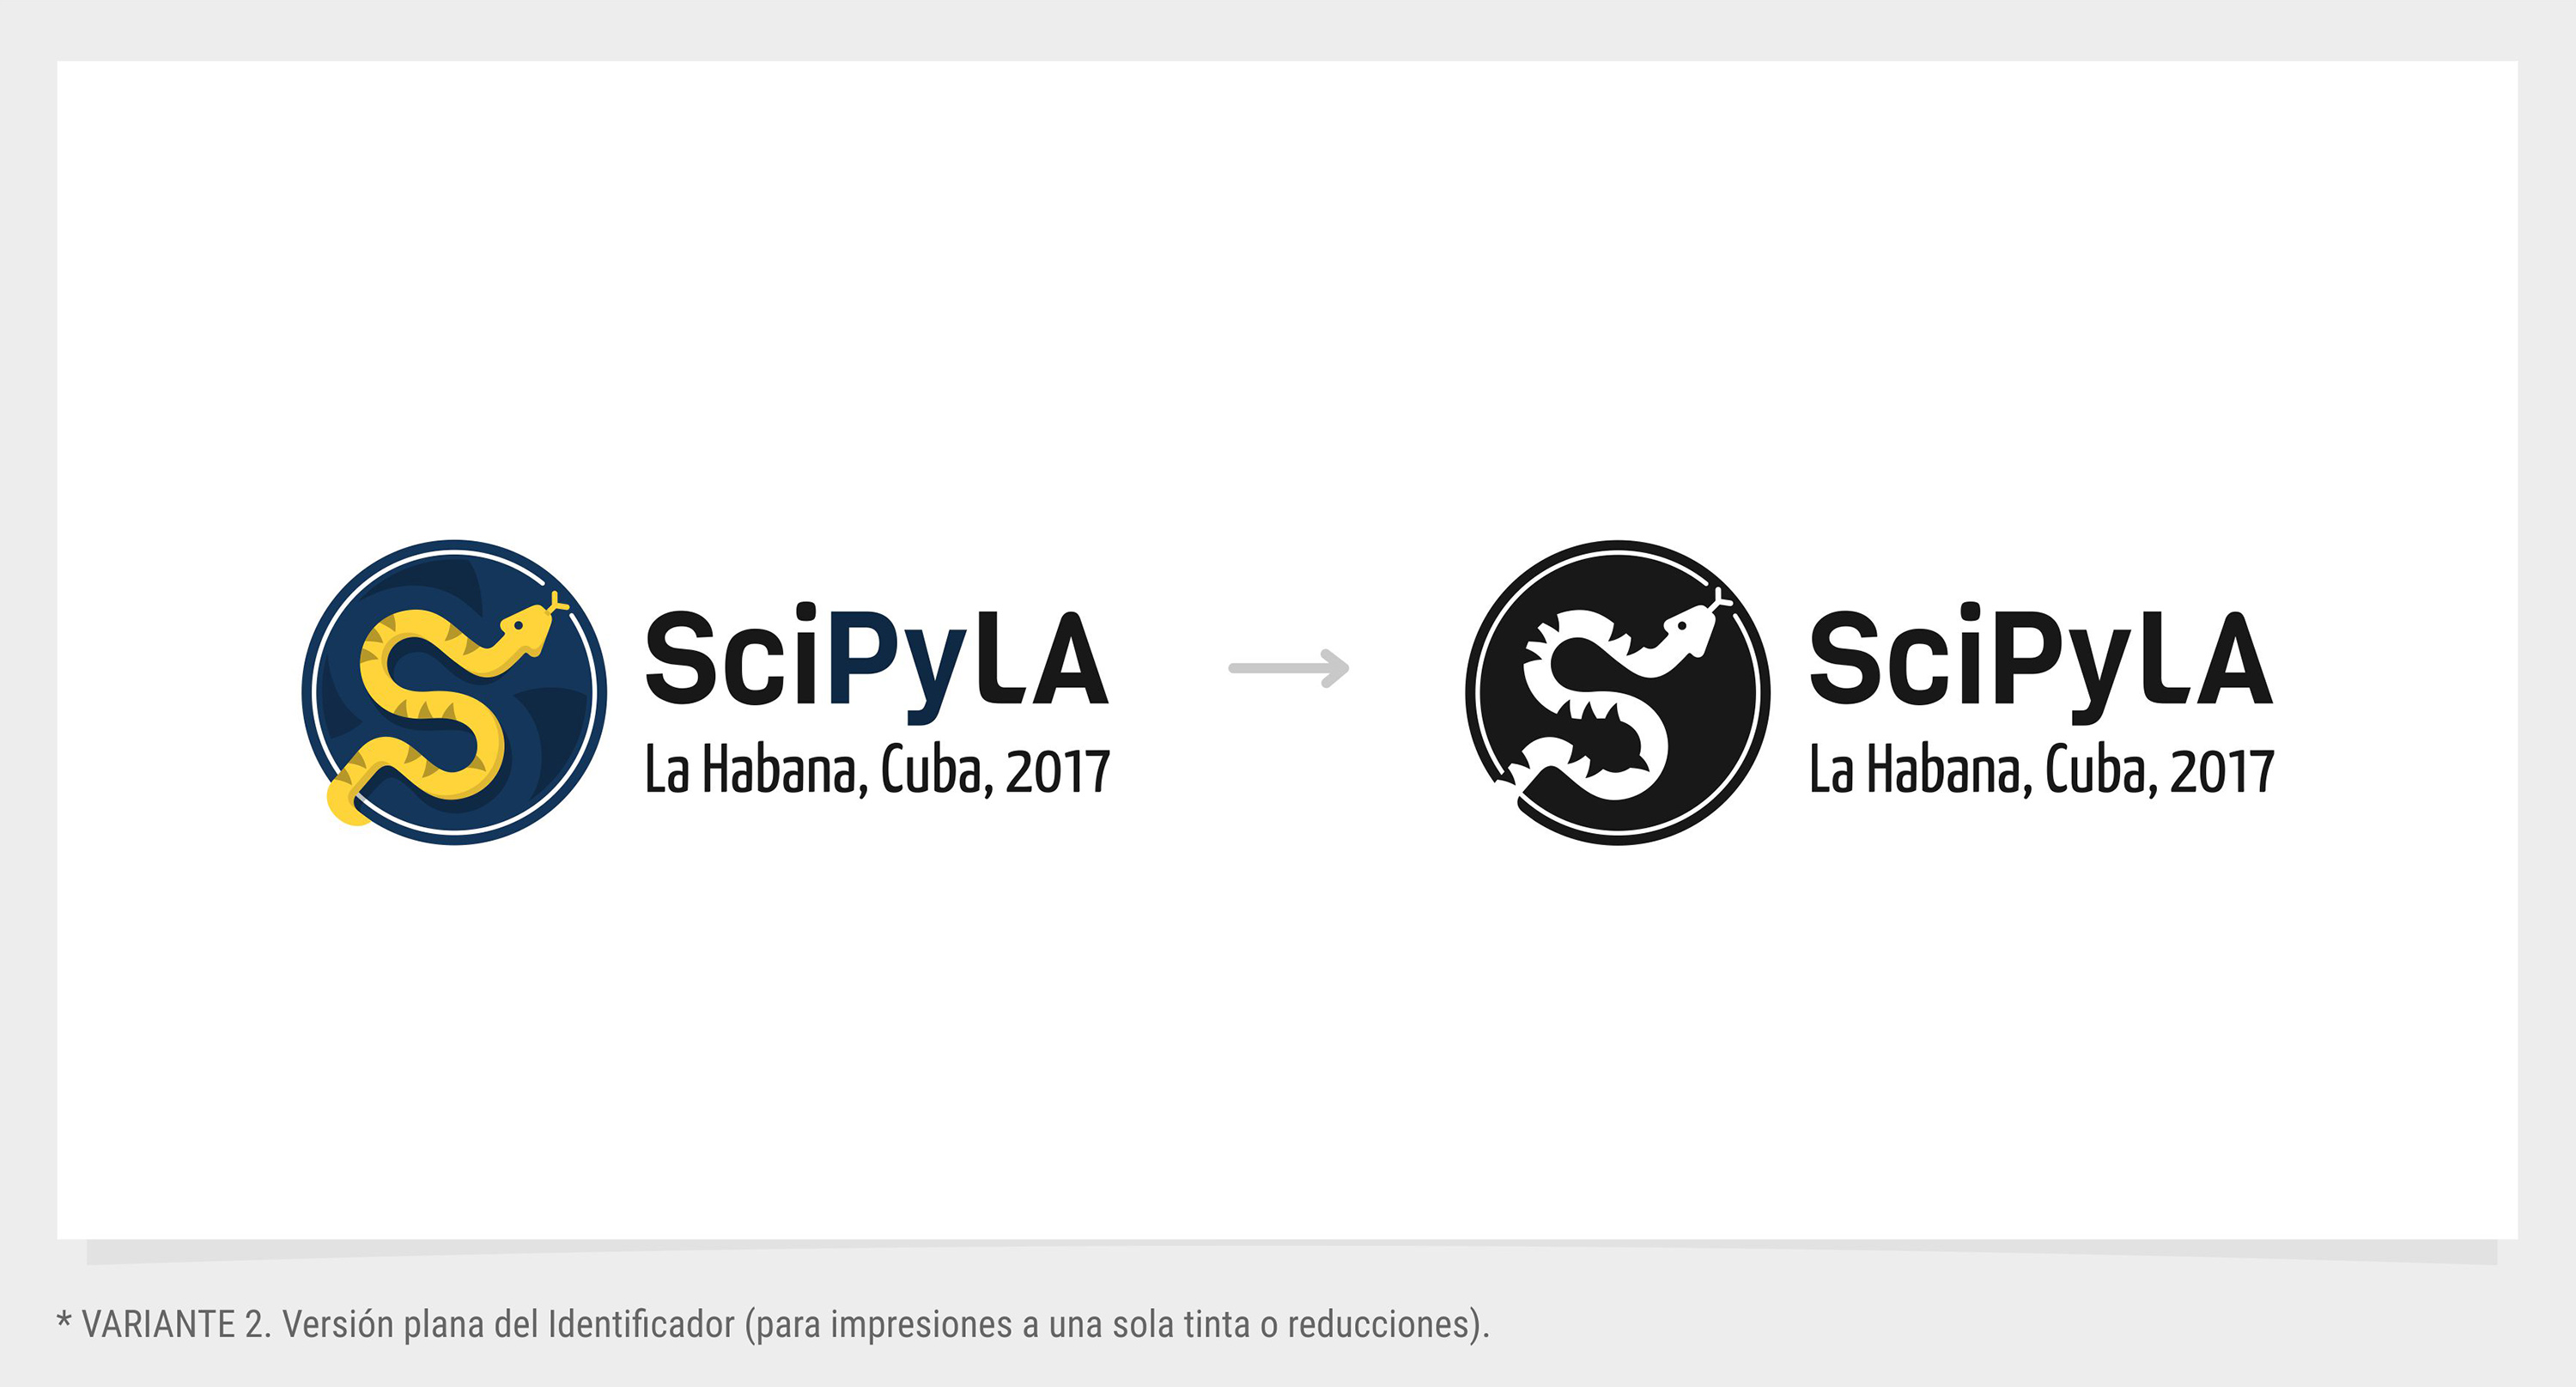 SciPyLA
La Habana, Cuba, 2017
SciPyLA
La Habana, Cuba, 2017
* VARIANTE 2. Versión plana del Identificador (para impresiones a una sola tinta o reducciones).